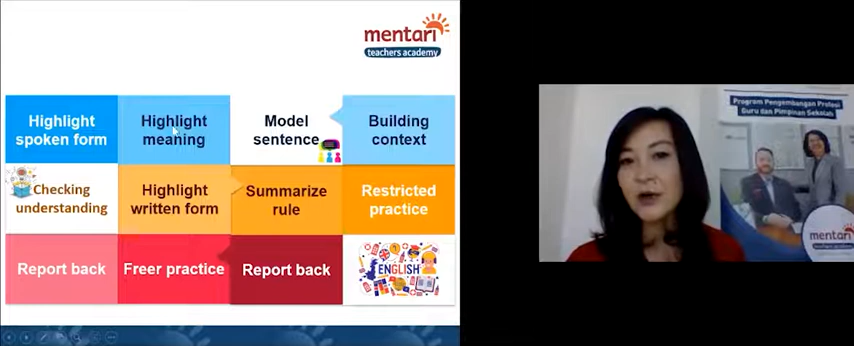 mentari
teachers academy
Highlight
spoken form
Highlight
meaning
Model
sentence
Building
context
Checking
understanding
Highlight
written form
Summarize
rule
Restricted
practice
Report back
Freer practice
Report back
ENGLISH
Program Pengembangan Profesi
Guru dan Pimpinan Sekolah
mentari
teachers academy